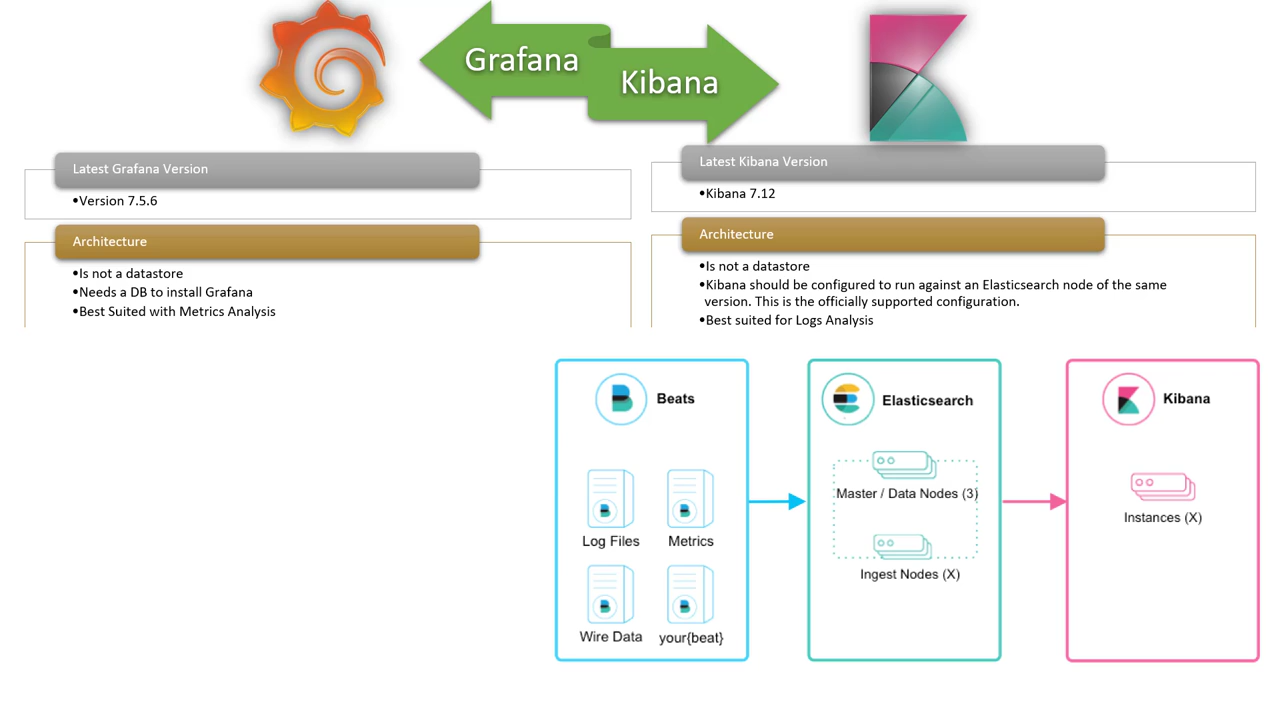 Grafana
Kibana
Latest Grafana Version
•Version 7.5.6
Architecture
•Is not a datastore
•Needs a DB to install Grafana
•Best Suited with Metrics Analysis
Latest Kibana Version
•Kibana 7.12
Architecture
•Is not a datastore
•Kibana should be configured to run against an Elasticsearch node of the same
version. This is the officially supported configuration.
•Best suited for Logs Analysis
Beats
Log Files
Metrics
Wire Data
your{beat}
Elasticsearch
Master / Data Nodes (3)
Ingest Nodes (X)
Kibana
Instances (X)